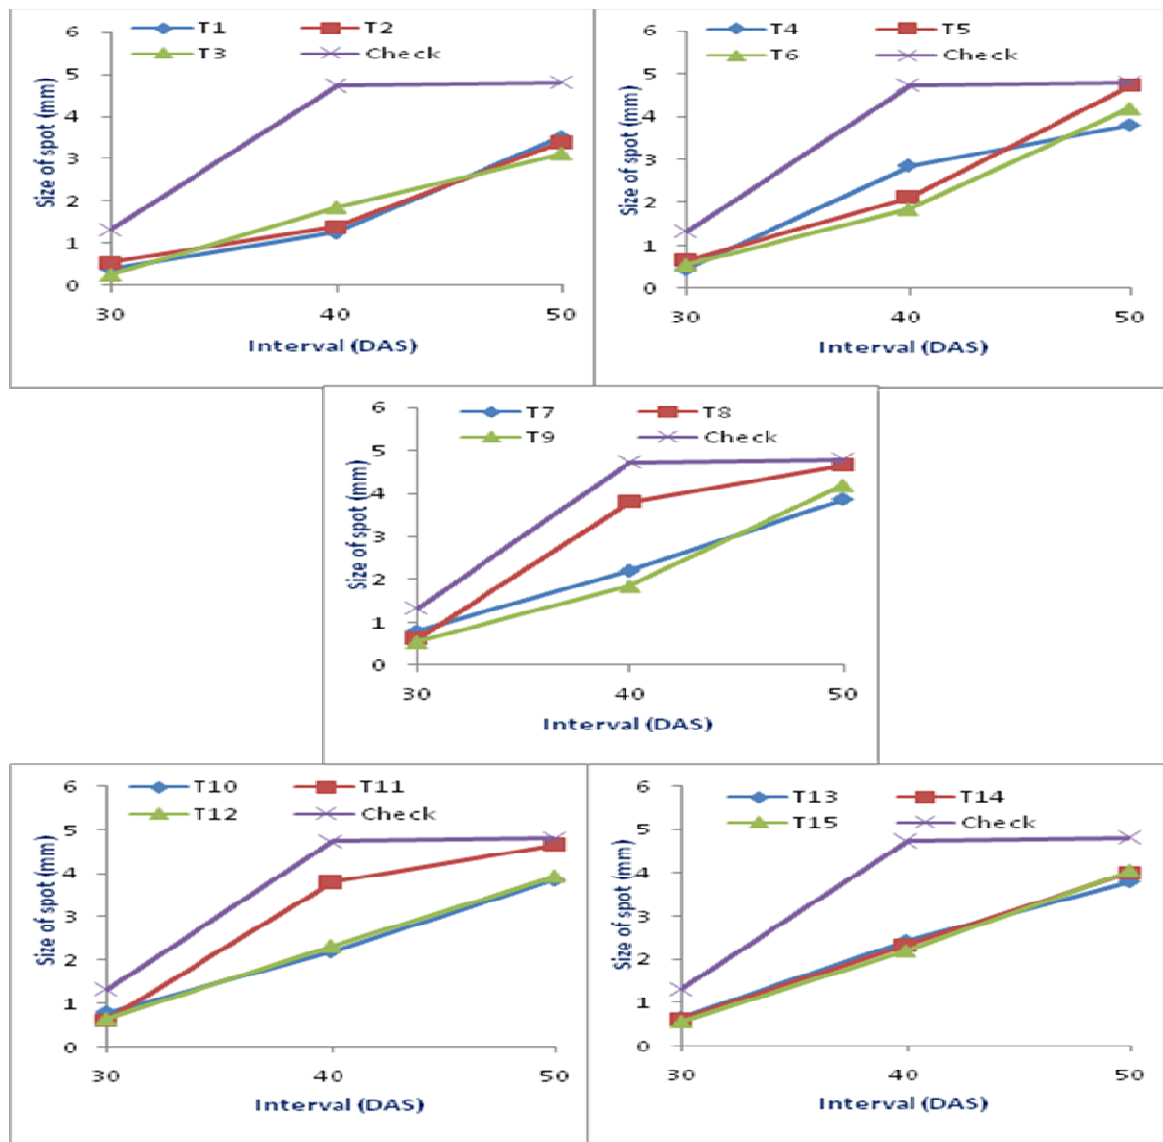 T1 T2
T3 Check
Size of spot (mm)
6
5
4
3
2
1
0
30 40 50
Interval (DAS)
T4 T5
T6 Check
Size of spot (mm)
6
5
4
3
2
1
0
30 40 50
Interval (DAS)
T7 T8
T9 Check
Size of spot (mm)
6
5
4
3
2
1
0
30 40 50
Interval (DAS)
T10 T11
T12 Check
Size of spot (mm)
6
5
4
3
2
1
0
30 40 50
Interval (DAS)
T13 T14
T15 Check
Size of spot (mm)
6
5
4
3
2
1
0
30 40 50
Interval (DAS)